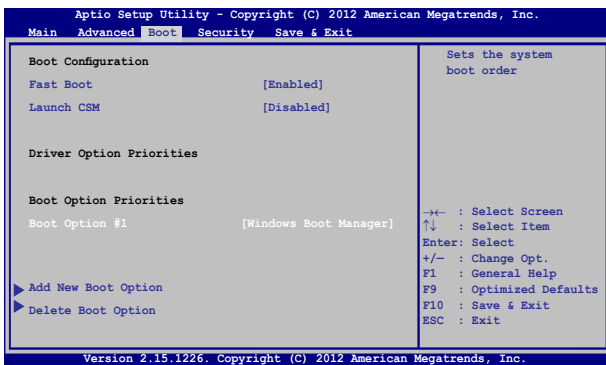 Aptio Setup Utility - Copyright (C) 2012 American Megatrends, Inc.
Main Advanced Boot Security Save & Exit
Boot Configuration
Fast Boot [Enabled]
Launch CSM [Disabled]
Driver Option Priorities
Boot Option Priorities
Boot Option #1 [Windows Boot Manager]
Add New Boot Option
Delete Boot Option
Sets the system
boot order
→← : Select Screen
↑↓ : Select Item
Enter: Select
+/— : Change Opt.
F1 : General Help
F9 : Optimized Defaults
F10 : Save & Exit
ESC : Exit
Version 2.15.1226. Copyright (C) 2012 American Megatrends, Inc.